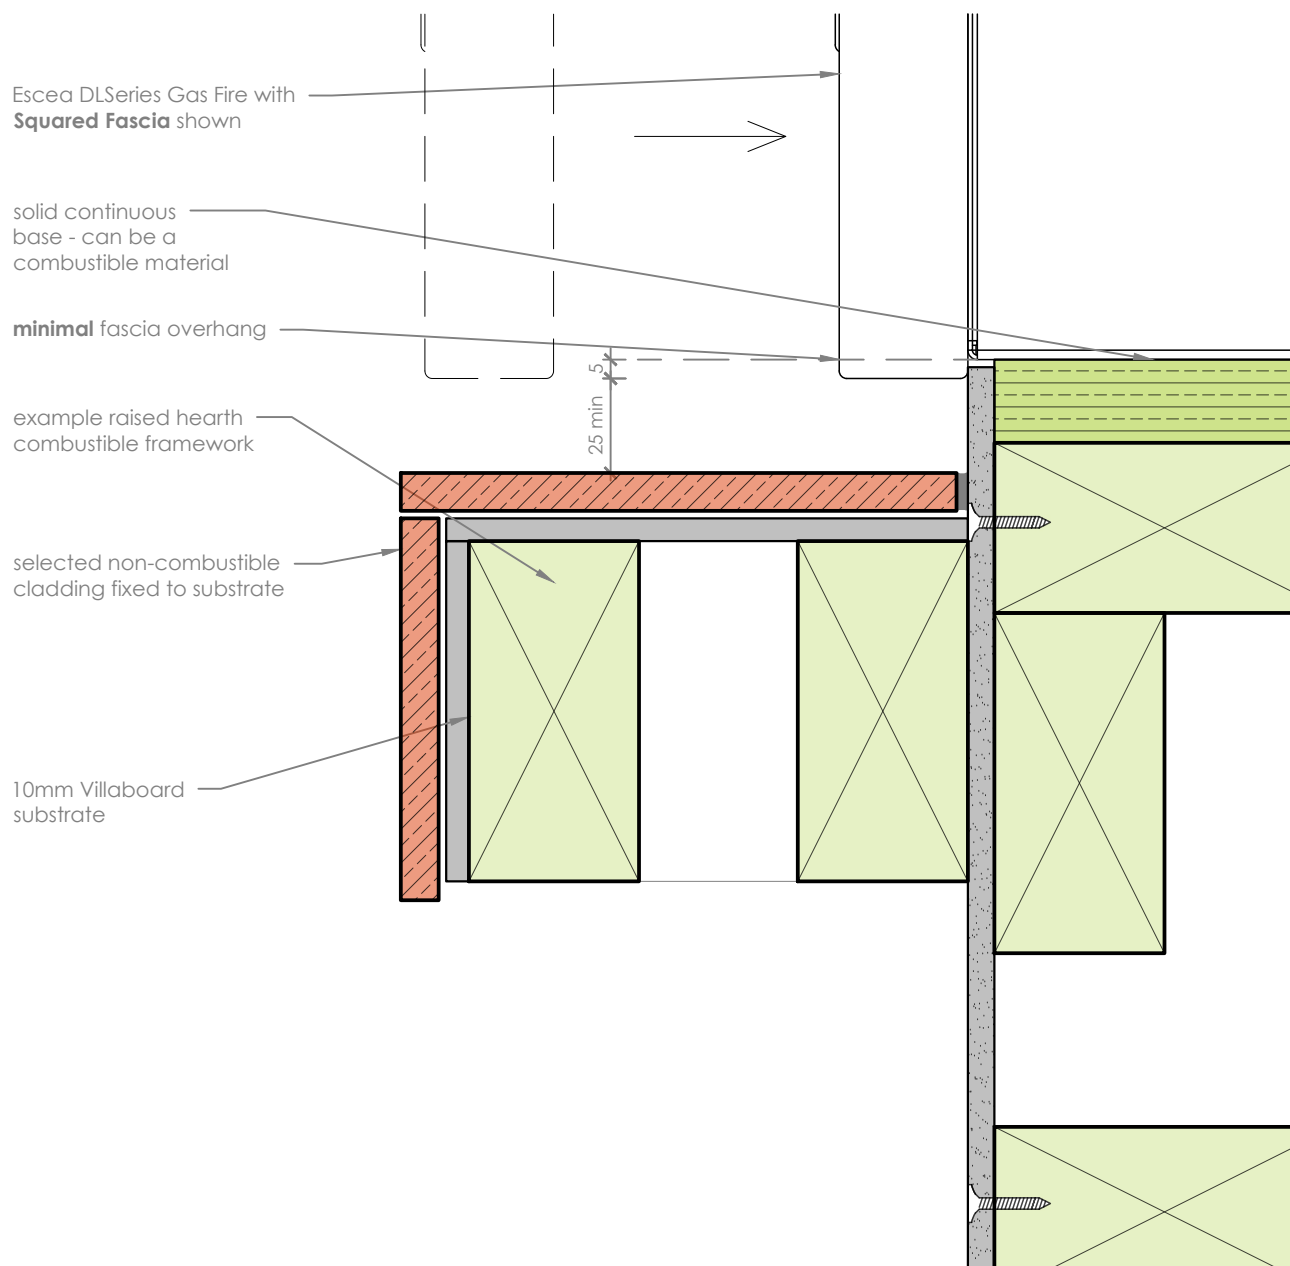 Escea DLSeries Gas Fire with
Squared Fascia shown
solid continuous
base - can be a
combustible material
minimal fascia overhang
5
25 min
example raised hearth
combustible framework
selected non-combustible
cladding fixed to substrate
10mm Villaboard
substrate